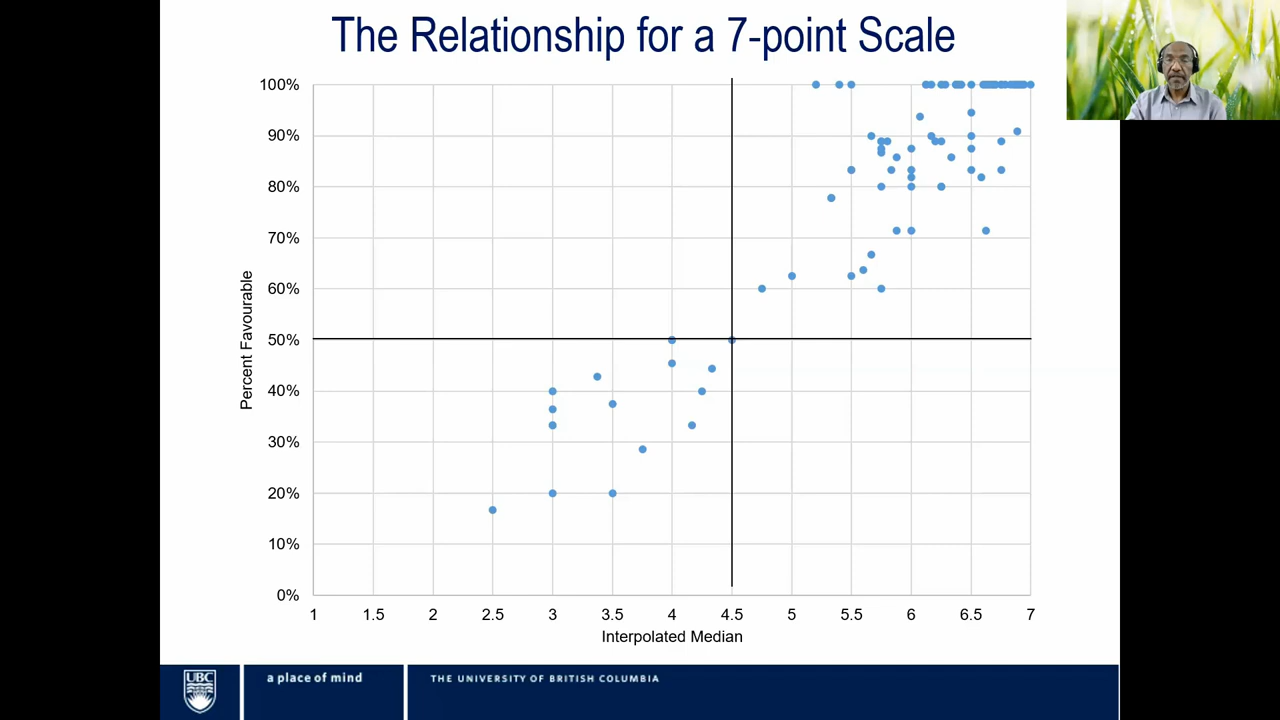 The Relationship for a 7-point Scale
100%
90%
80%
70%
60%
50%
40%
30%
20%
10%
0%
Percent Favourable
1 1.5 2 2.5 3 3.5 4 4.5 5 5.5 6 6.5 7
Interpolated Median
UBC
a place of mind
THE UNIVERSITY OF BRITISH COLUMBIA